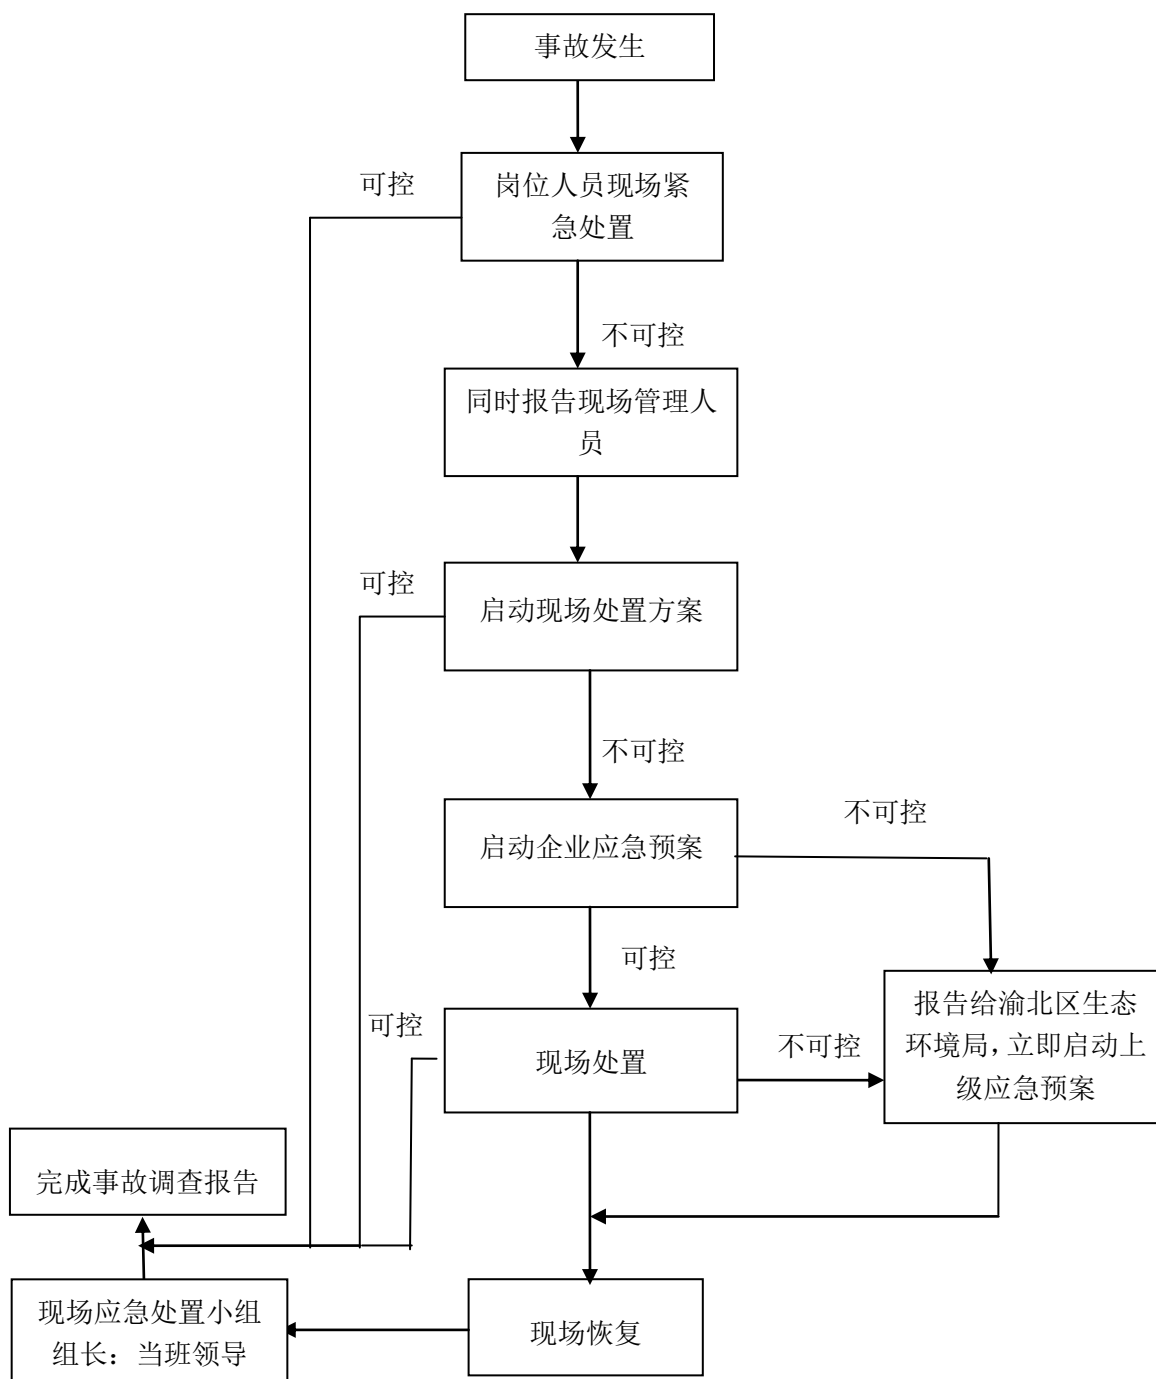 事故发生
可控
岗位人员现场紧
急处置
不可控
同时报告现场管理人
员
可控
启动现场处置方案
不可控
不可控
启动企业应急预案
可控
报告给渝北区生态
环境局，立即启动上
级应急预案
可控
现场处置
不可控
完成事故调查报告
现场应急处置小组
组长：当班领导
现场恢复